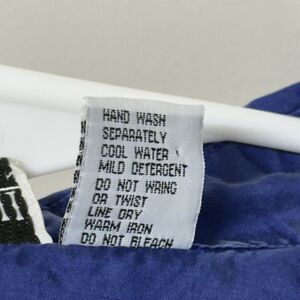 HAND WASH
SEPARATELY
COOL WATER
MILD DETERGENT
DO NOT WRING
OR TWIST
LINE DRY
WARM IRON
DO NOT BLEACH